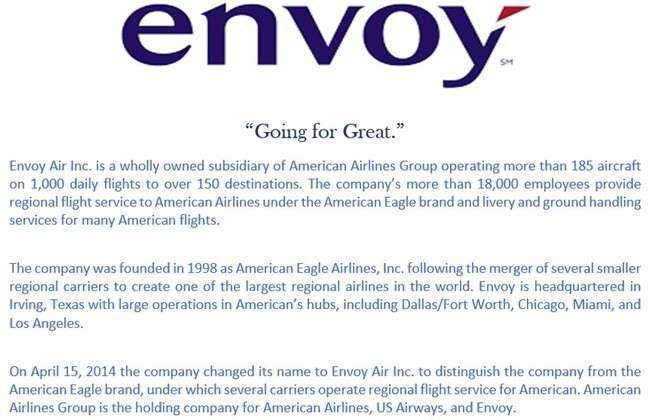 envoy
SM
“Going for Great.”
Envoy Air Inc. is a wholly owned subsidiary of American Airlines Group operating more than 185 aircraft
on 1,000 daily flights to over 150 destinations. The company’s more than 18,000 employees provide
regional flight service to American Airlines under the American Eagle brand and livery and ground handling
services for many American flights.
The company was founded in 1998 as American Eagle Airlines, Inc. following the merger of several smaller
regional carriers to create one of the largest regional airlines in the world. Envoy is headquartered in
Irving, Texas with large operations in American’s hubs, including Dallas/Fort Worth, Chicago, Miami, and
Los Angeles.
On April 15, 2014 the company changed its name to Envoy Air Inc. to distinguish the company from the
American Eagle brand, under which several carriers operate regional flight service for American. American
Airlines Group is the holding company for American Airlines, US Airways, and Envoy.